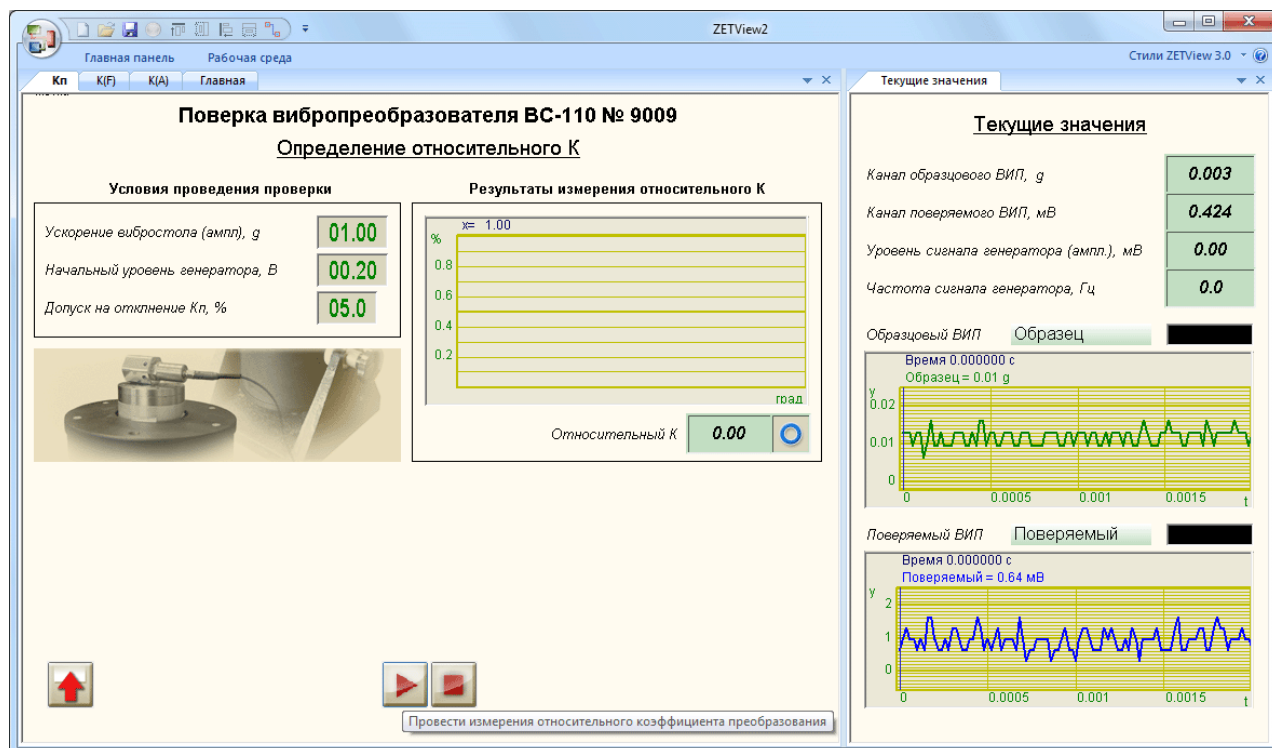 ZETView2
Главная панель Рабочая среда
Стили ZETView 3.0
Кп K(F) K(A) Главная
Поверка вибропреобразователя ВС-110 № 9009
Определение относительного К
Условия проведения проверки
Ускорение вибростола (ампл), g 01.00
Начальный уровень генератора, В 00.20
Допуск на отклнение Кп, % 05.0
Результаты измерения относительного К
x= 1.00
%
0.8
0.6
0.4
0.2
град
Относительный К 0.00
Провести измерения относительного коэффициента преобразования
Текущие значения
Текущие значения
Канал образцового ВИП, g 0.003
Канал поверяемого ВИП, мВ 0.424
Уровень сигнала генератора (ампл.), мВ 0.00
Частота сигнала генератора, Гц 0.0
Образцовый ВИП Образец
Время 0.000000 с
Образец = 0.01 g
y
0.02
0.01
0
0 0.0005 0.001 0.0015 t
Поверяемый ВИП Поверяемый
Время 0.000000 с
Поверяемый = 0.64 мВ
y
2
1
0
0 0.0005 0.001 0.0015 t